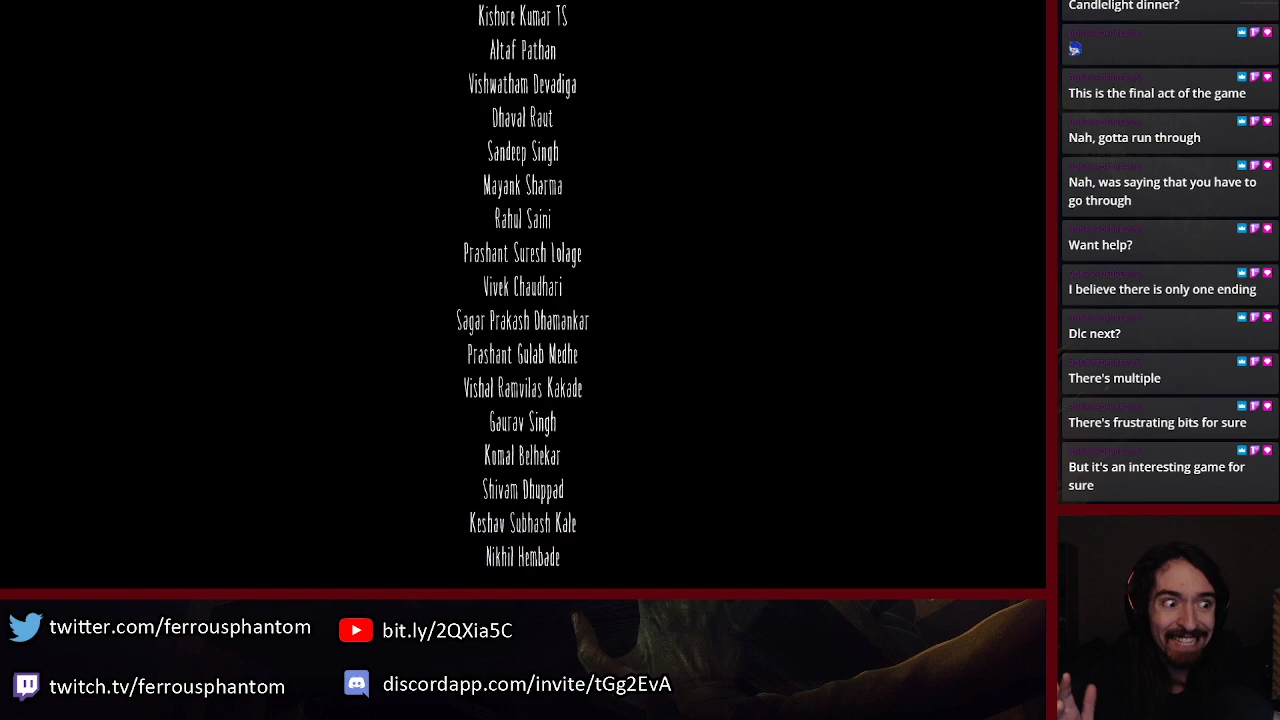 Kishore Kumar TS
Altaf Pathan
Vishwatham Devadiga
Dhaval Raut
Sandeep Singh
Mayank Sharma
Rahul Saini
Prashant Suresh Lolage
Vivek Chaudhari
Sagar Prakash Dhamankar
Prashant Gulab Medhe
Vishal Ramvilas Kakade
Gaurav Singh
Komal Belhekar
Shivam Dhuppad
Keshav Subhash Kale
Nikhil Hembade
Candlelight dinner?
This is the final act of the game
Nah, gotta run through
Nah, was saying that you have to
go through
Want help?
I believe there is only one ending
Dlc next?
There's multiple
There's frustrating bits for sure
But it's an interesting game for
sure
twitter.com/ferrousphantom
bit.ly/2QXia5C
twitch.tv/ferrousphantom
discordapp.com/invite/tGg2EvA